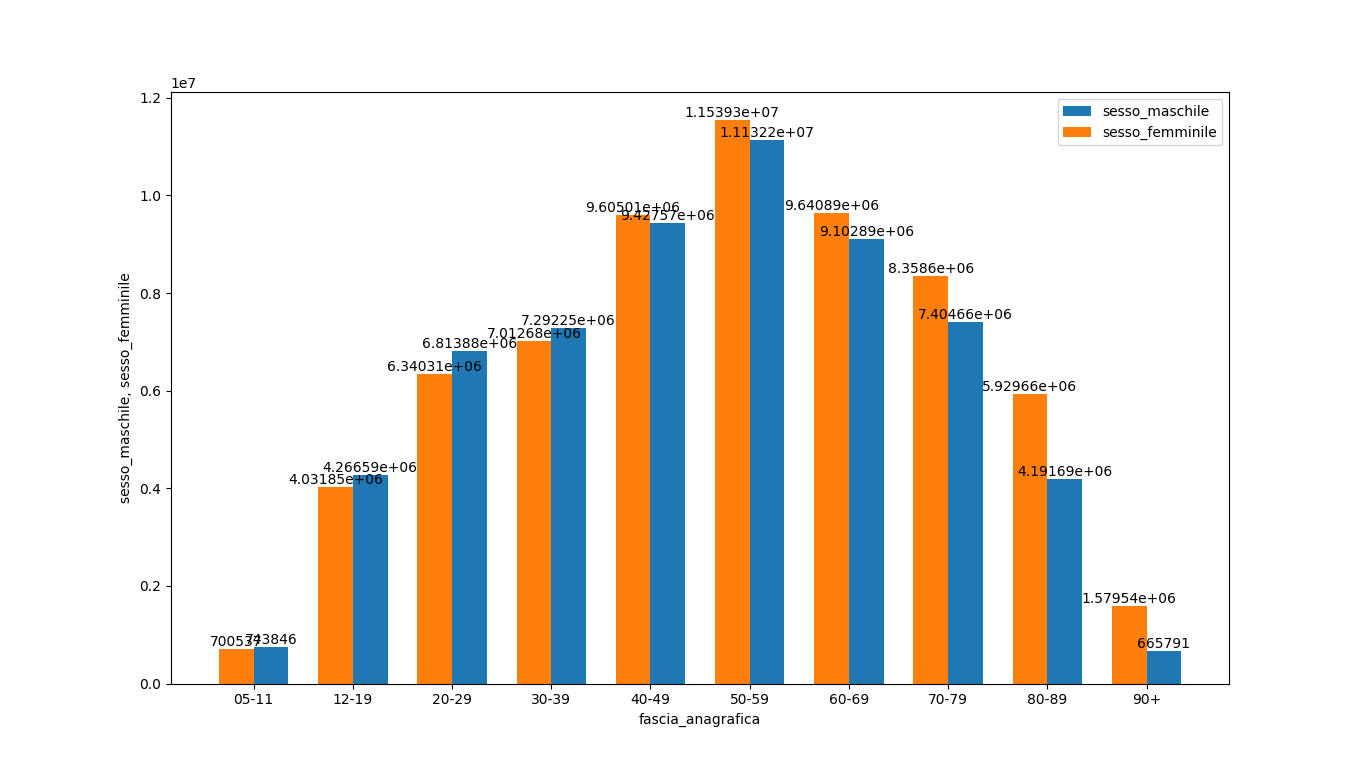 1e7
1.2
1.0
0.8
0.6
0.4
0.2
0.0
sesso_maschile, sesso_femminile
sesso_maschile
sesso_femminile
700537
743846
4.03185e+06
4.26659e+06
6.34031e+06
6.81388e+06
7.01268e+06
7.29225e+06
9.60501e+06
9.42757e+06
1.15393e+07
1.11322e+07
9.64089e+06
9.10289e+06
8.3586e+06
7.40466e+06
5.92966e+06
4.19169e+06
1.57954e+06
665791
05-11 12-19 20-29 30-39 40-49 50-59 60-69 70-79 80-89 90+
fascia_anagrafica